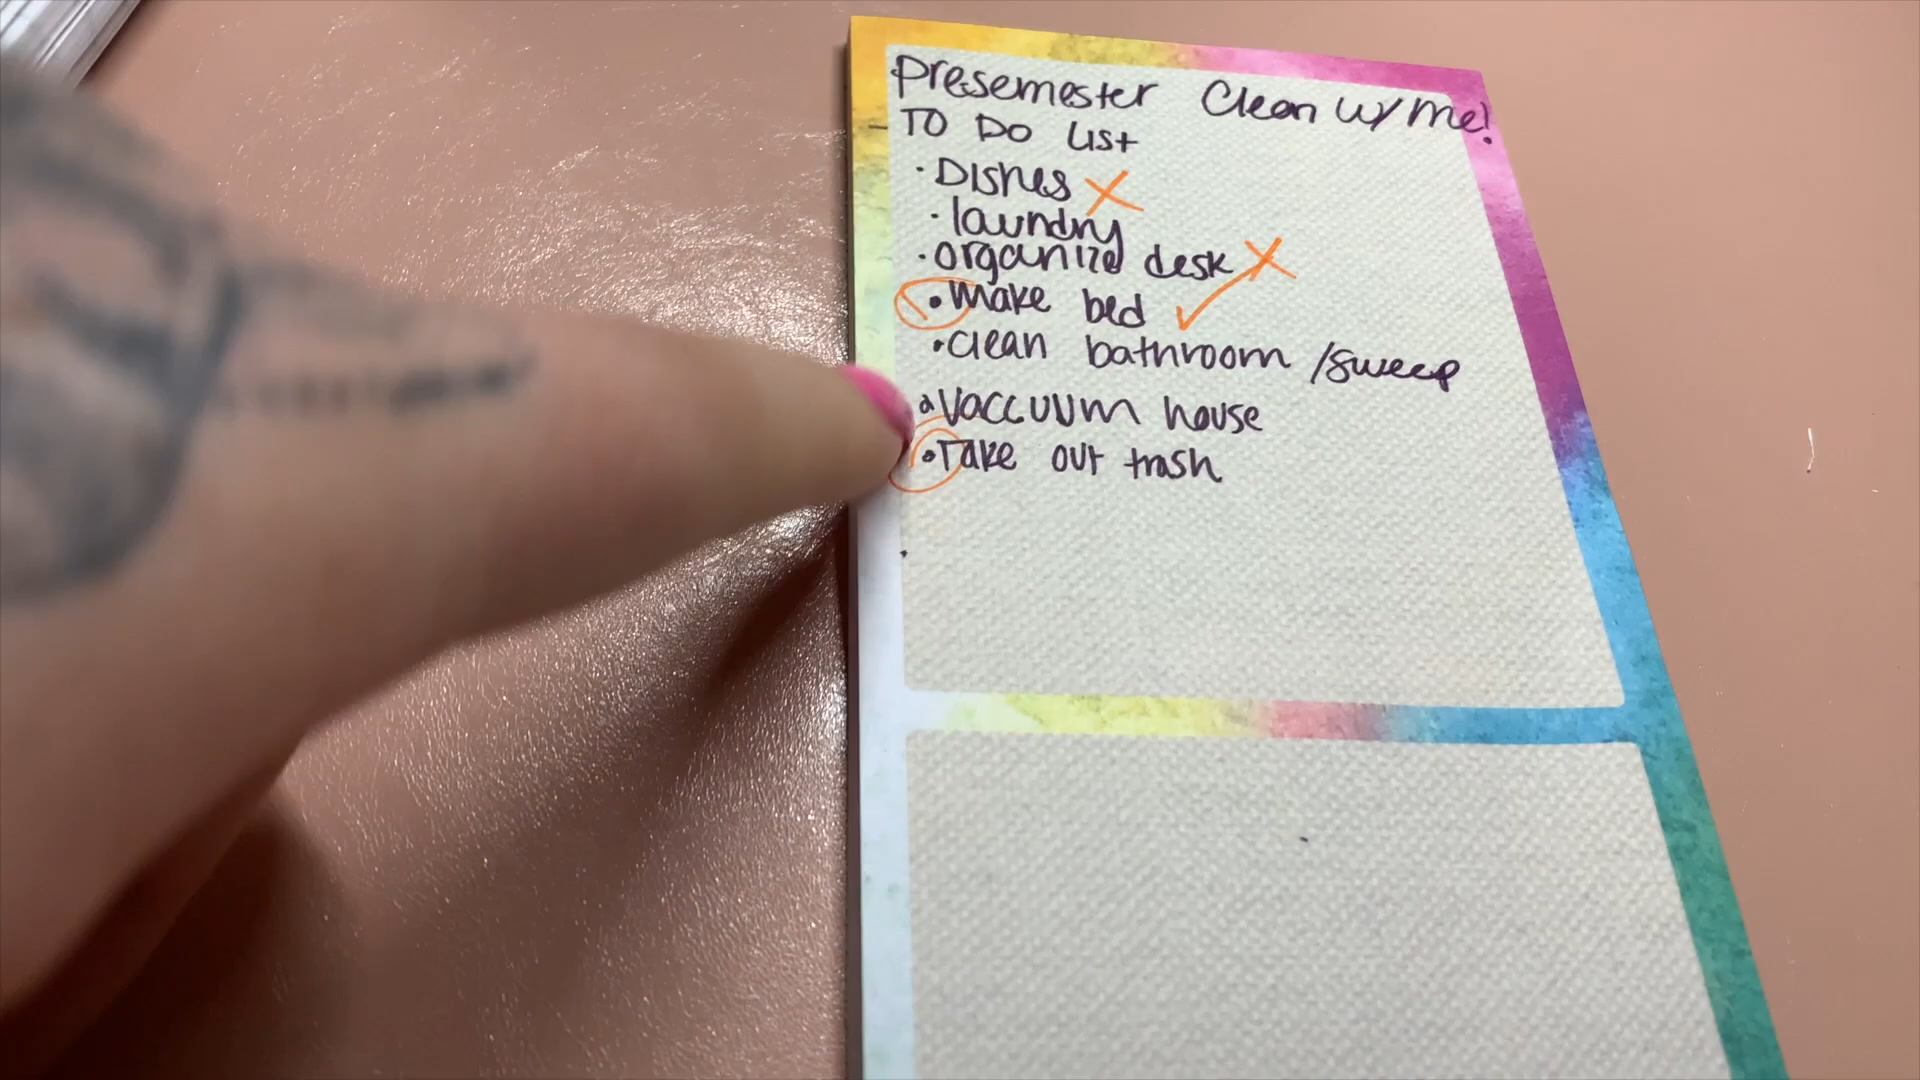 Presemester Clean w/ me!
TO DO LIST
· Dishes X
· laundry
· organize desk X
· make bed ✓
· clean bathroom /sweep
· vaccuum house
· Take out trash